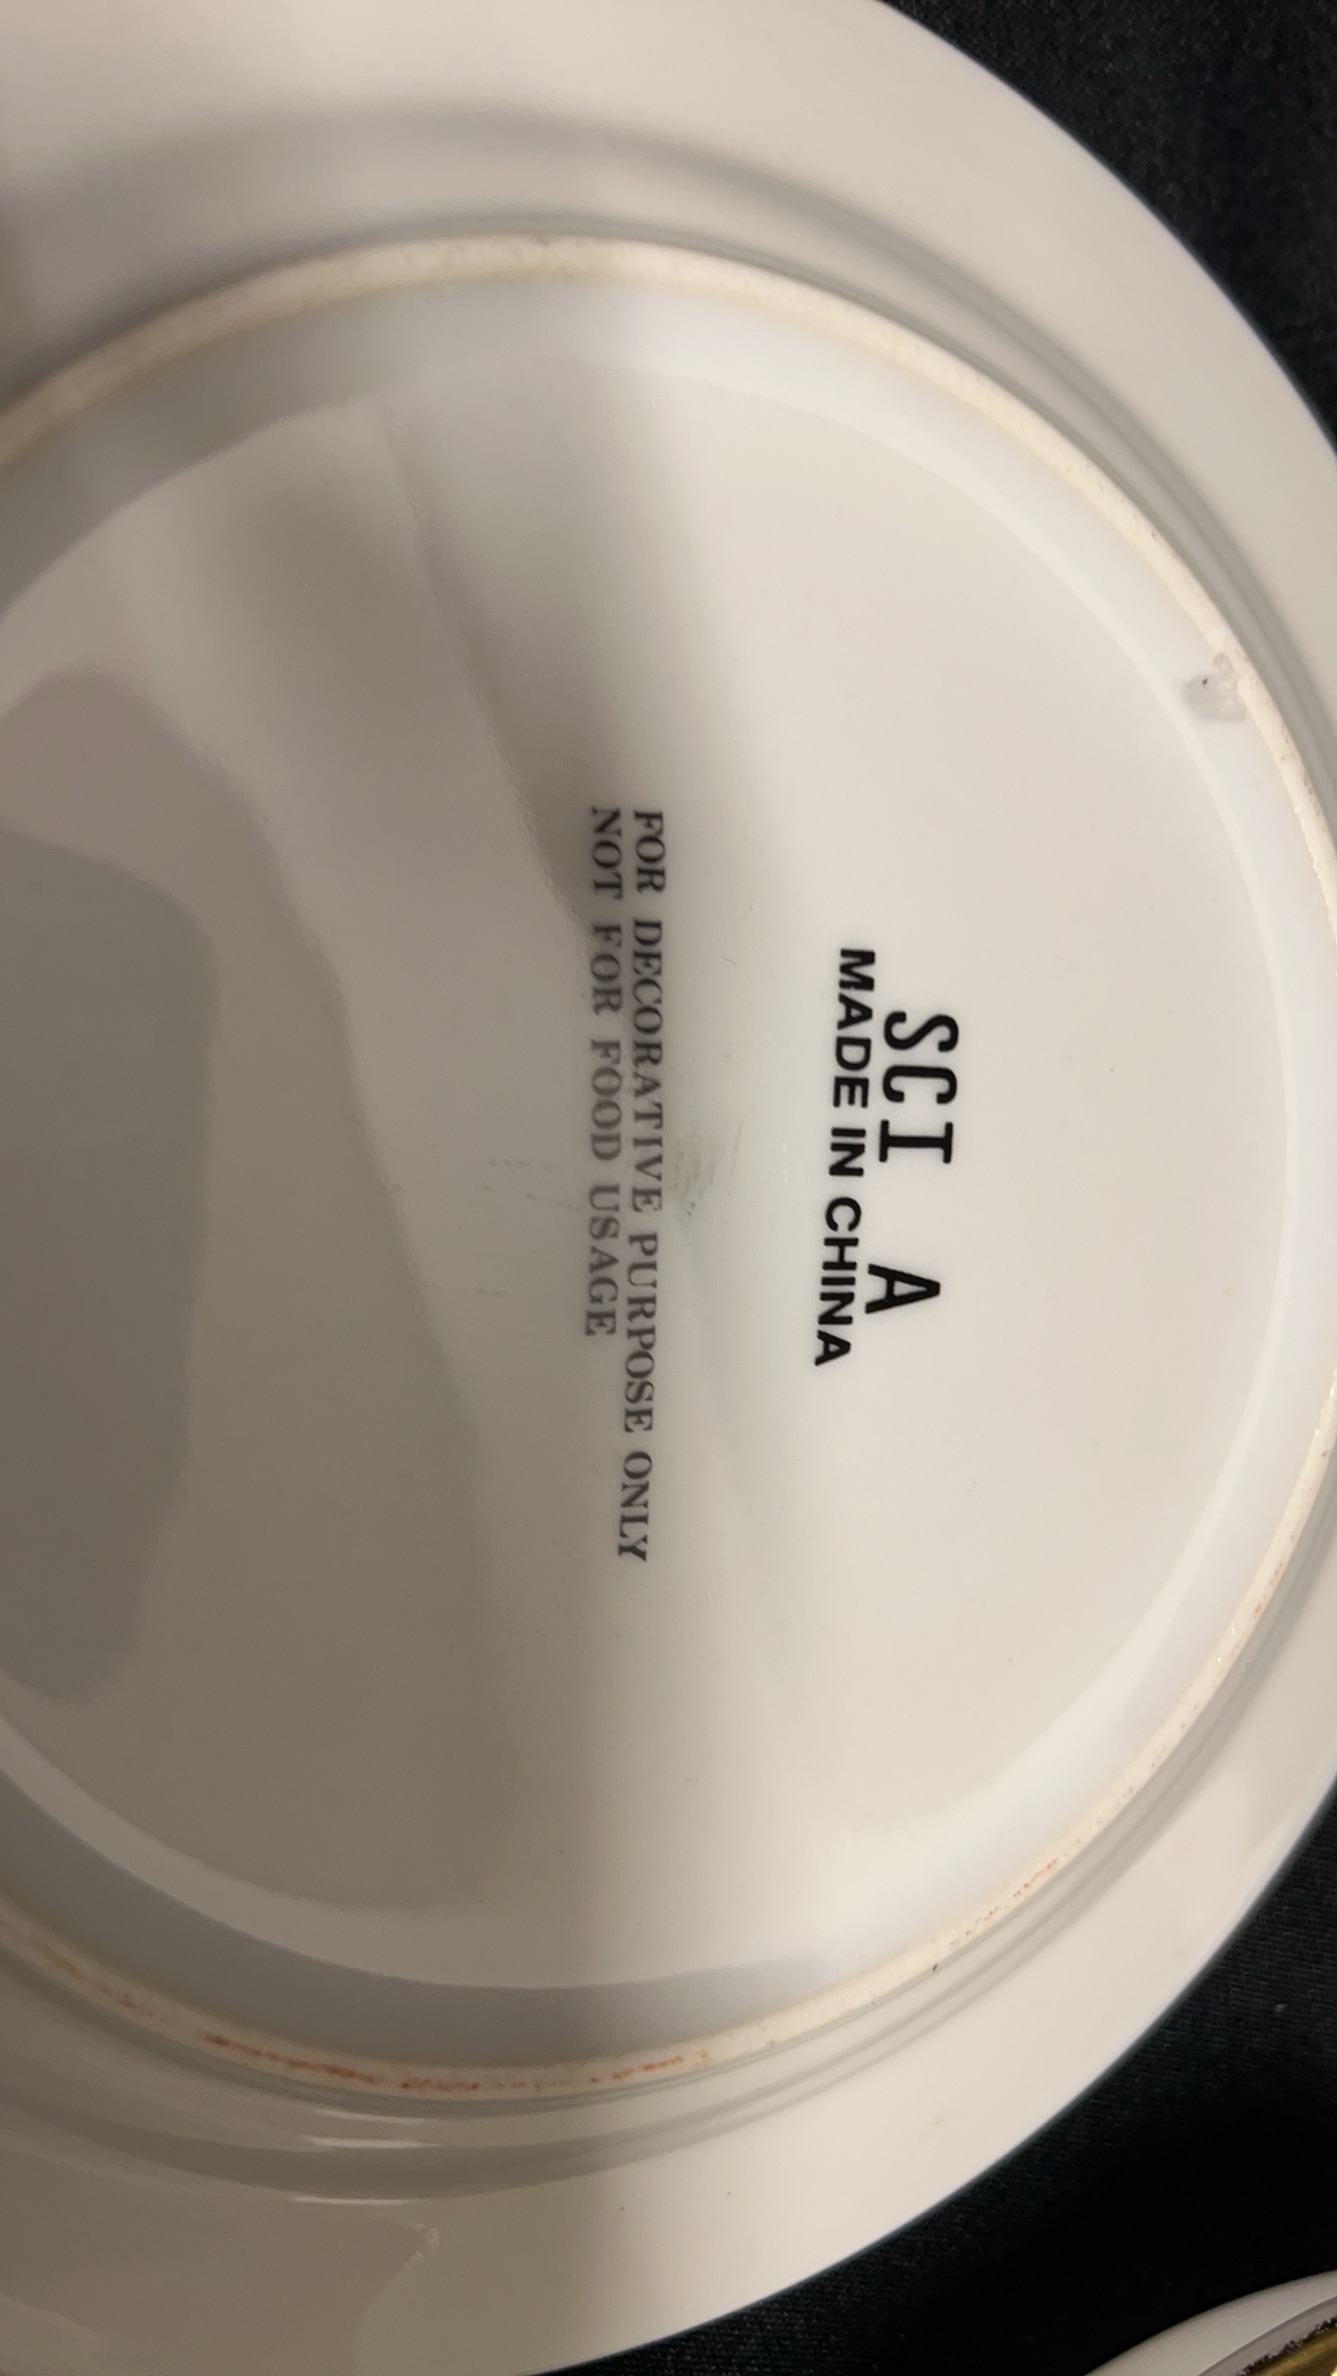 SCI A
MADE IN CHINA
FOR DECORATIVE PURPOSE ONLY
NOT FOR FOOD USAGE